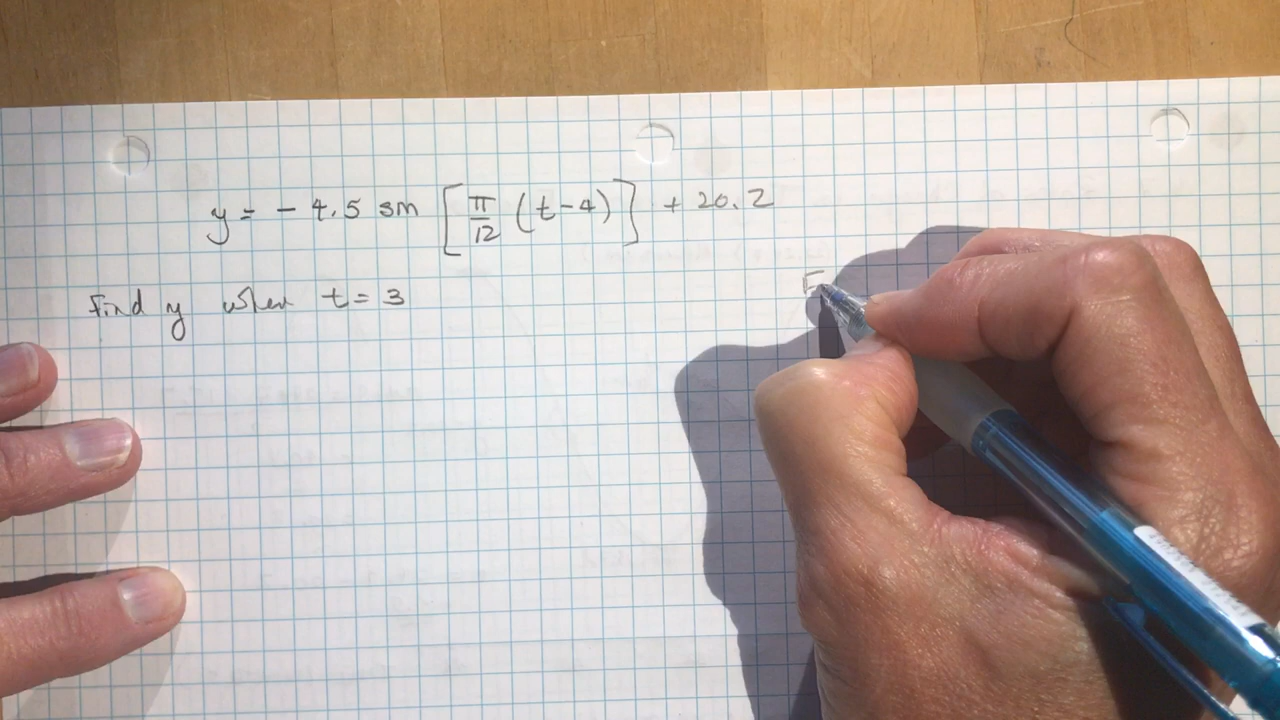 y = - 4.5 sin [π/12 (t-4)] + 20.2
Find y when t = 3
F